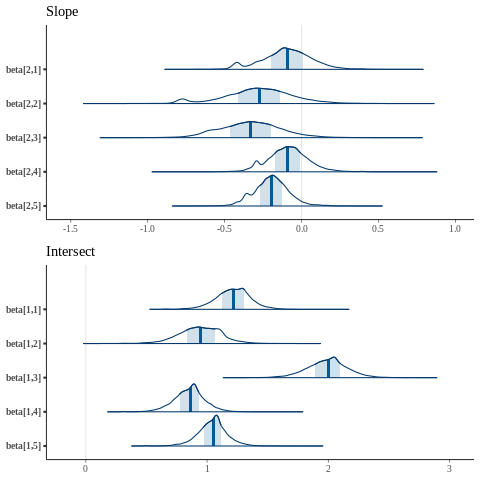 Slope
beta[2,1]
beta[2,2]
beta[2,3]
beta[2,4]
beta[2,5]
-1.5 -1.0 -0.5 0.0 0.5 1.0
Intersect
beta[1,1]
beta[1,2]
beta[1,3]
beta[1,4]
beta[1,5]
0 1 2 3